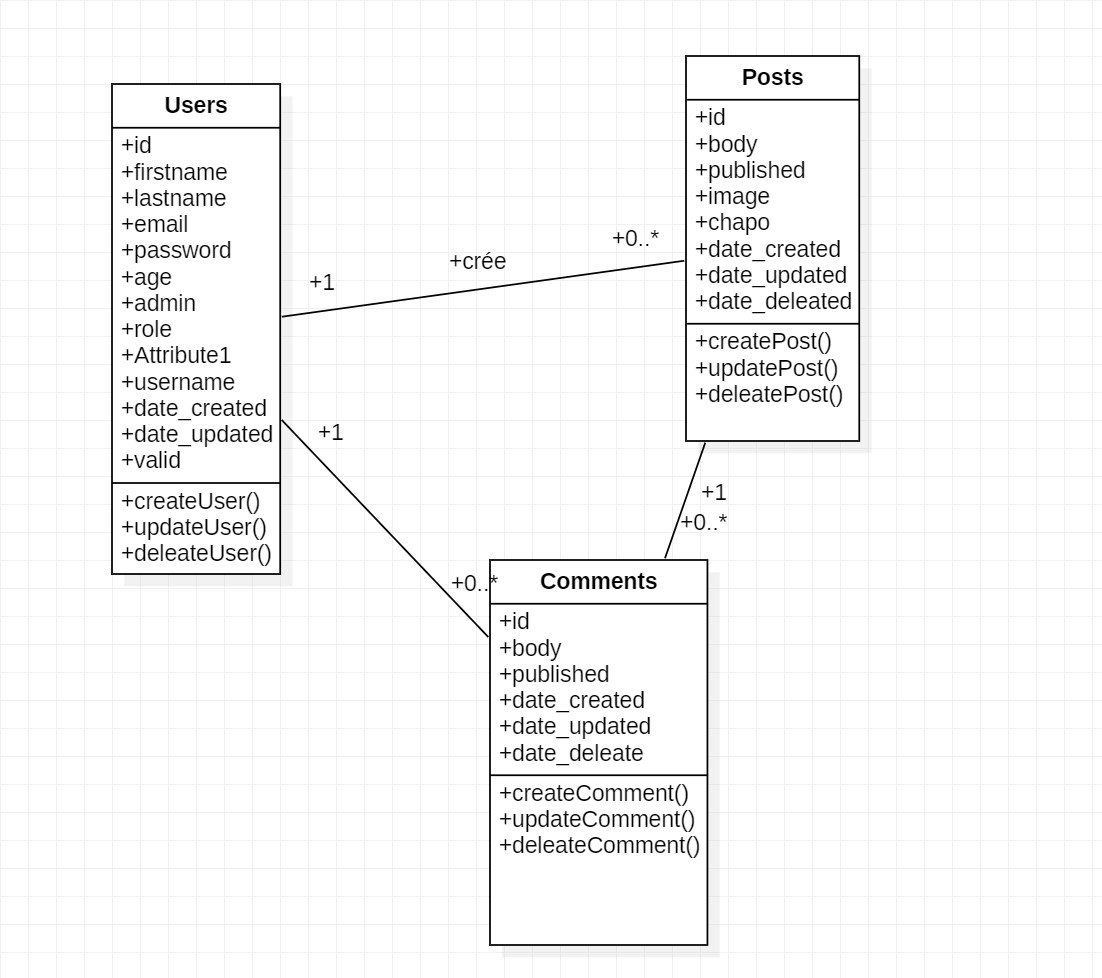 Users
+id
+firstname
+lastname
+email
+password
+age
+admin
+role
+Attribute1
+username
+date_created
+date_updated
+valid
+createUser()
+updateUser()
+deleateUser()
+1
+crée
+0..*
Posts
+id
+body
+published
+image
+chapo
+date_created
+date_updated
+date_deleated
+createPost()
+updatePost()
+deleatePost()
+1
+0..*
+1
+0..*
Comments
+id
+body
+published
+date_created
+date_updated
+date_deleate
+createComment()
+updateComment()
+deleateComment()